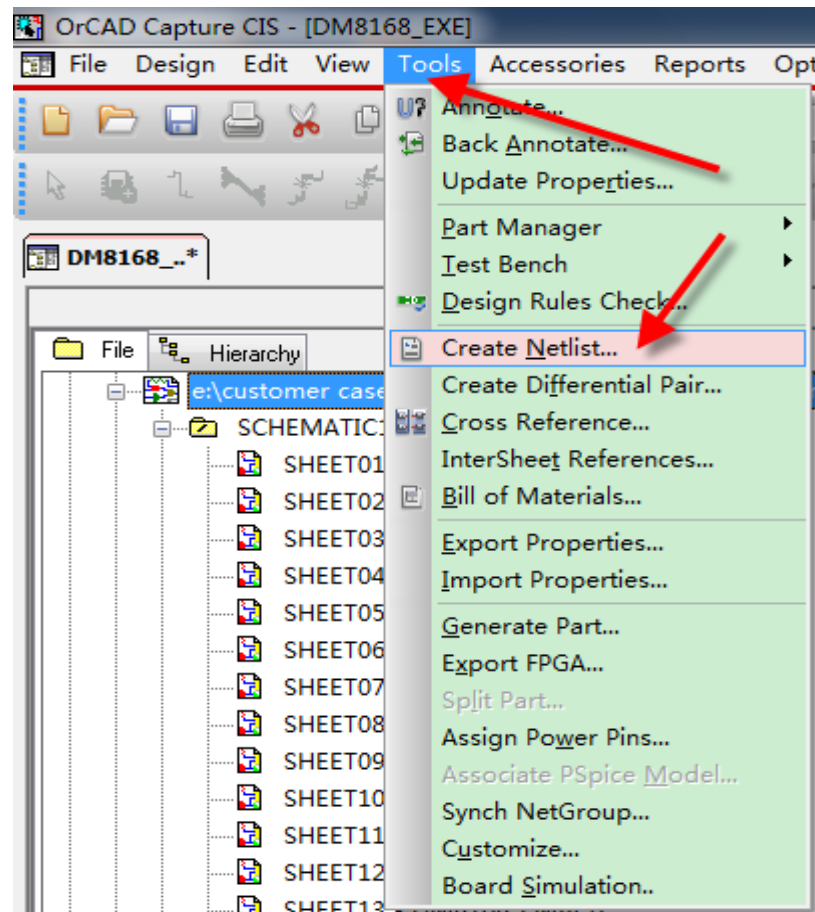 OrCAD Capture CIS - [DM8168_EXE]
File Design Edit View Tools Accessories Reports Opt
Annotate...
Back Annotate...
Update Properties...
DM8168_..*
Part Manager
Test Bench
Design Rules Check...
File Hierarchy
Create Netlist...
e:\customer case
Create Differential Pair...
SCHEMATIC1
Cross Reference...
SHEET01
InterSheet References...
SHEET02
Bill of Materials...
SHEET03
Export Properties...
SHEET04
Import Properties...
SHEET05
Generate Part...
SHEET06
Export FPGA...
SHEET07
Split Part...
SHEET08
Assign Power Pins...
SHEET09
Associate PSpice Model...
SHEET10
Synch NetGroup...
SHEET11
Customize...
SHEET12
Board Simulation..
SHEET13